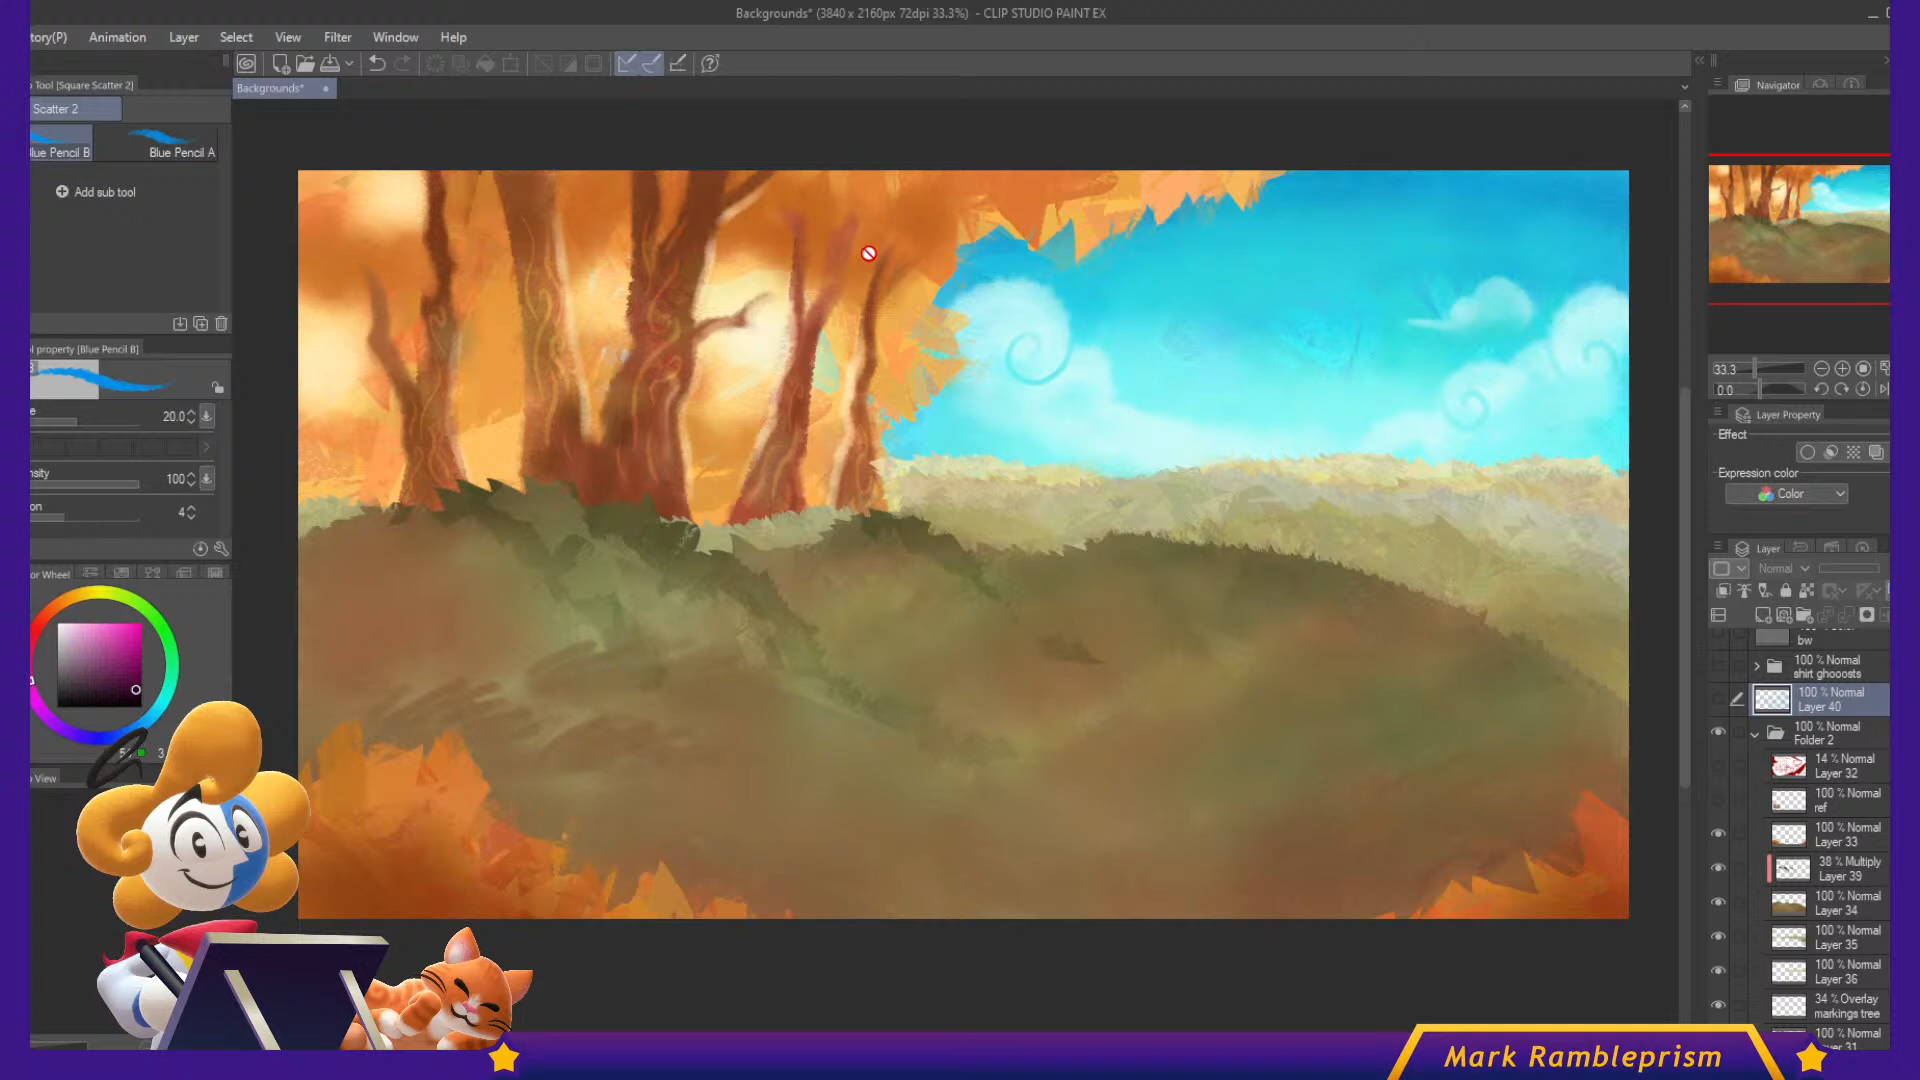 Backgrounds* (3840 x 2160px 72dpi 33.3%) - CLIP STUDIO PAINT EX
tory(P) Animation Layer Select View Filter Window Help
Tool [Square Scatter 2]
Backgrounds*
Navigator
Scatter 2
lue Pencil B
Blue Pencil A
Add sub tool
l property [Blue Pencil B]
20.0
100
4
33.3
0.0
Layer Property
Effect
Expression color
Color
Layer
Normal
bw
100 % Normal
shirt ghooosts
100 % Normal
Layer 40
100 % Normal
Folder 2
14 % Normal
Layer 32
100 % Normal
ref
100 % Normal
Layer 33
38 % Multiply
Layer 39
100 % Normal
Layer 34
100 % Normal
Layer 35
100 % Normal
Layer 36
34 % Overlay
markings tree
100 % Normal
Layer 31
or Wheel
View
Mark Rambleprism